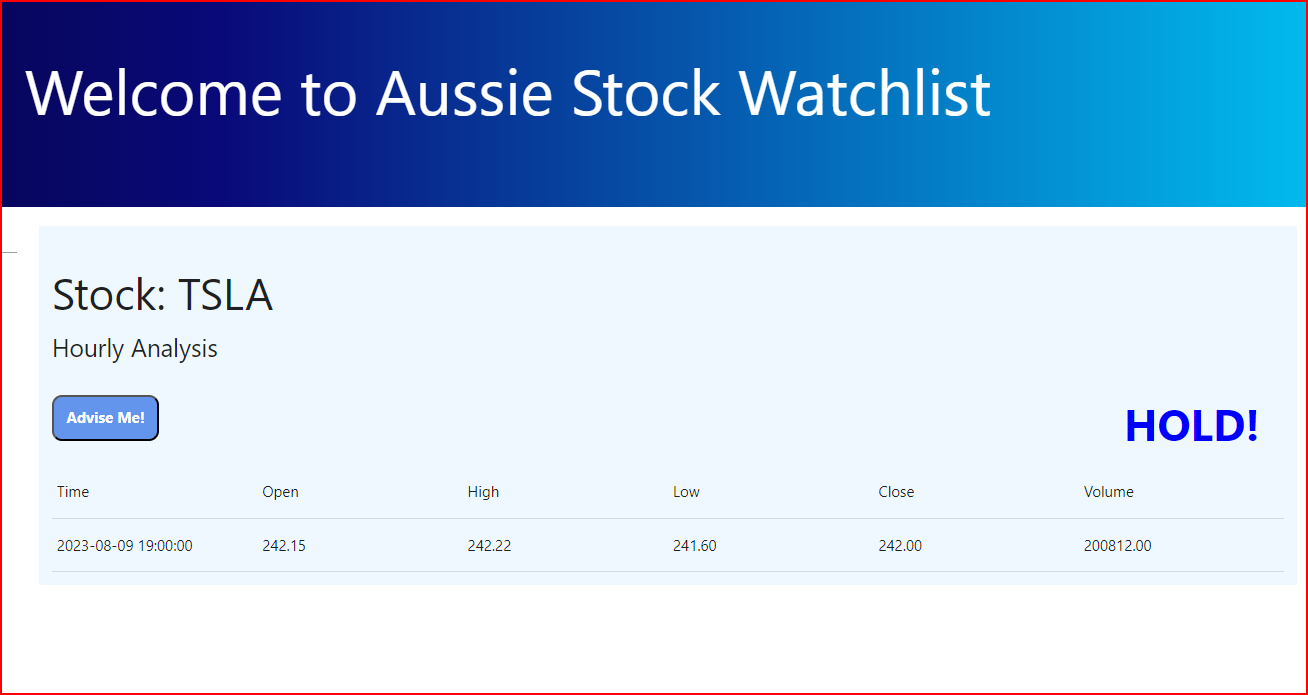 Welcome to Aussie Stock Watchlist
Stock: TSLA
Hourly Analysis
Advise Me!
HOLD!
Time Open High Low Close Volume
2023-08-09 19:00:00 242.15 242.22 241.60 242.00 200812.00